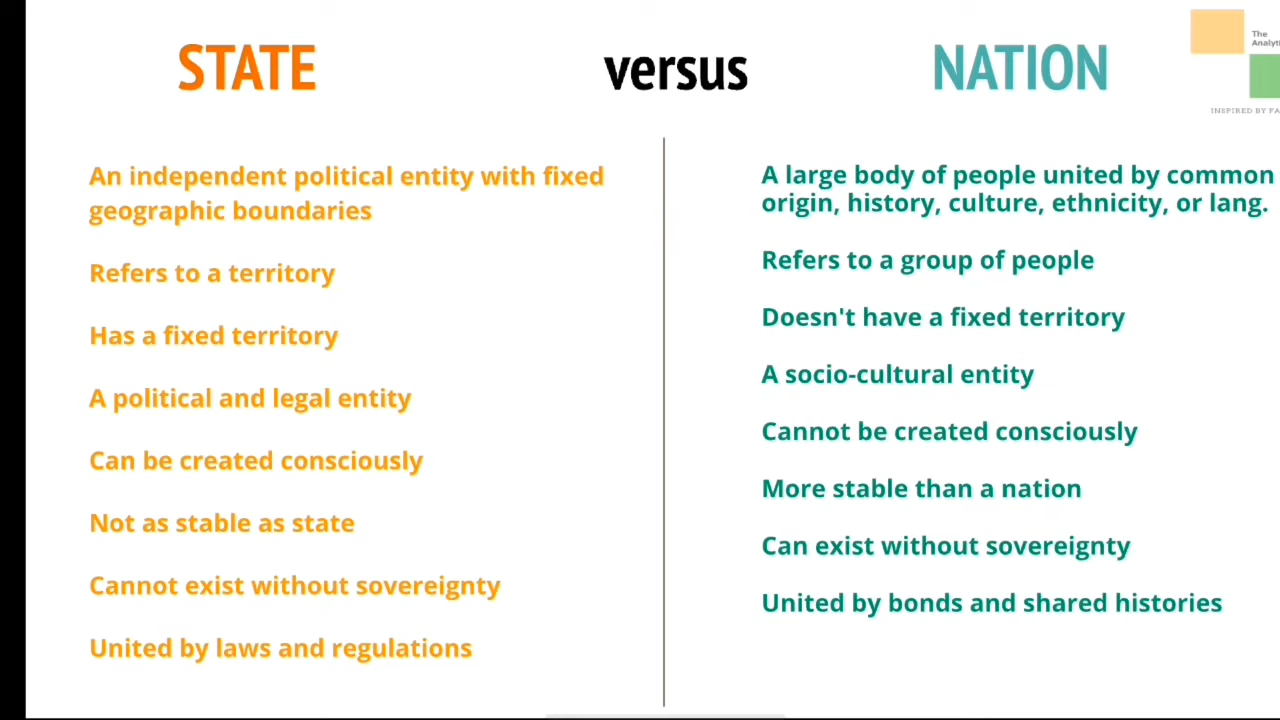 STATE versus NATION
The
INSPIRED BY
An independent political entity with fixed
geographic boundaries
Refers to a territory
Has a fixed territory
A political and legal entity
Can be created consciously
Not as stable as state
Cannot exist without sovereignty
United by laws and regulations
A large body of people united by common
origin, history, culture, ethnicity, or lang.
Refers to a group of people
Doesn't have a fixed territory
A socio-cultural entity
Cannot be created consciously
More stable than a nation
Can exist without sovereignty
United by bonds and shared histories